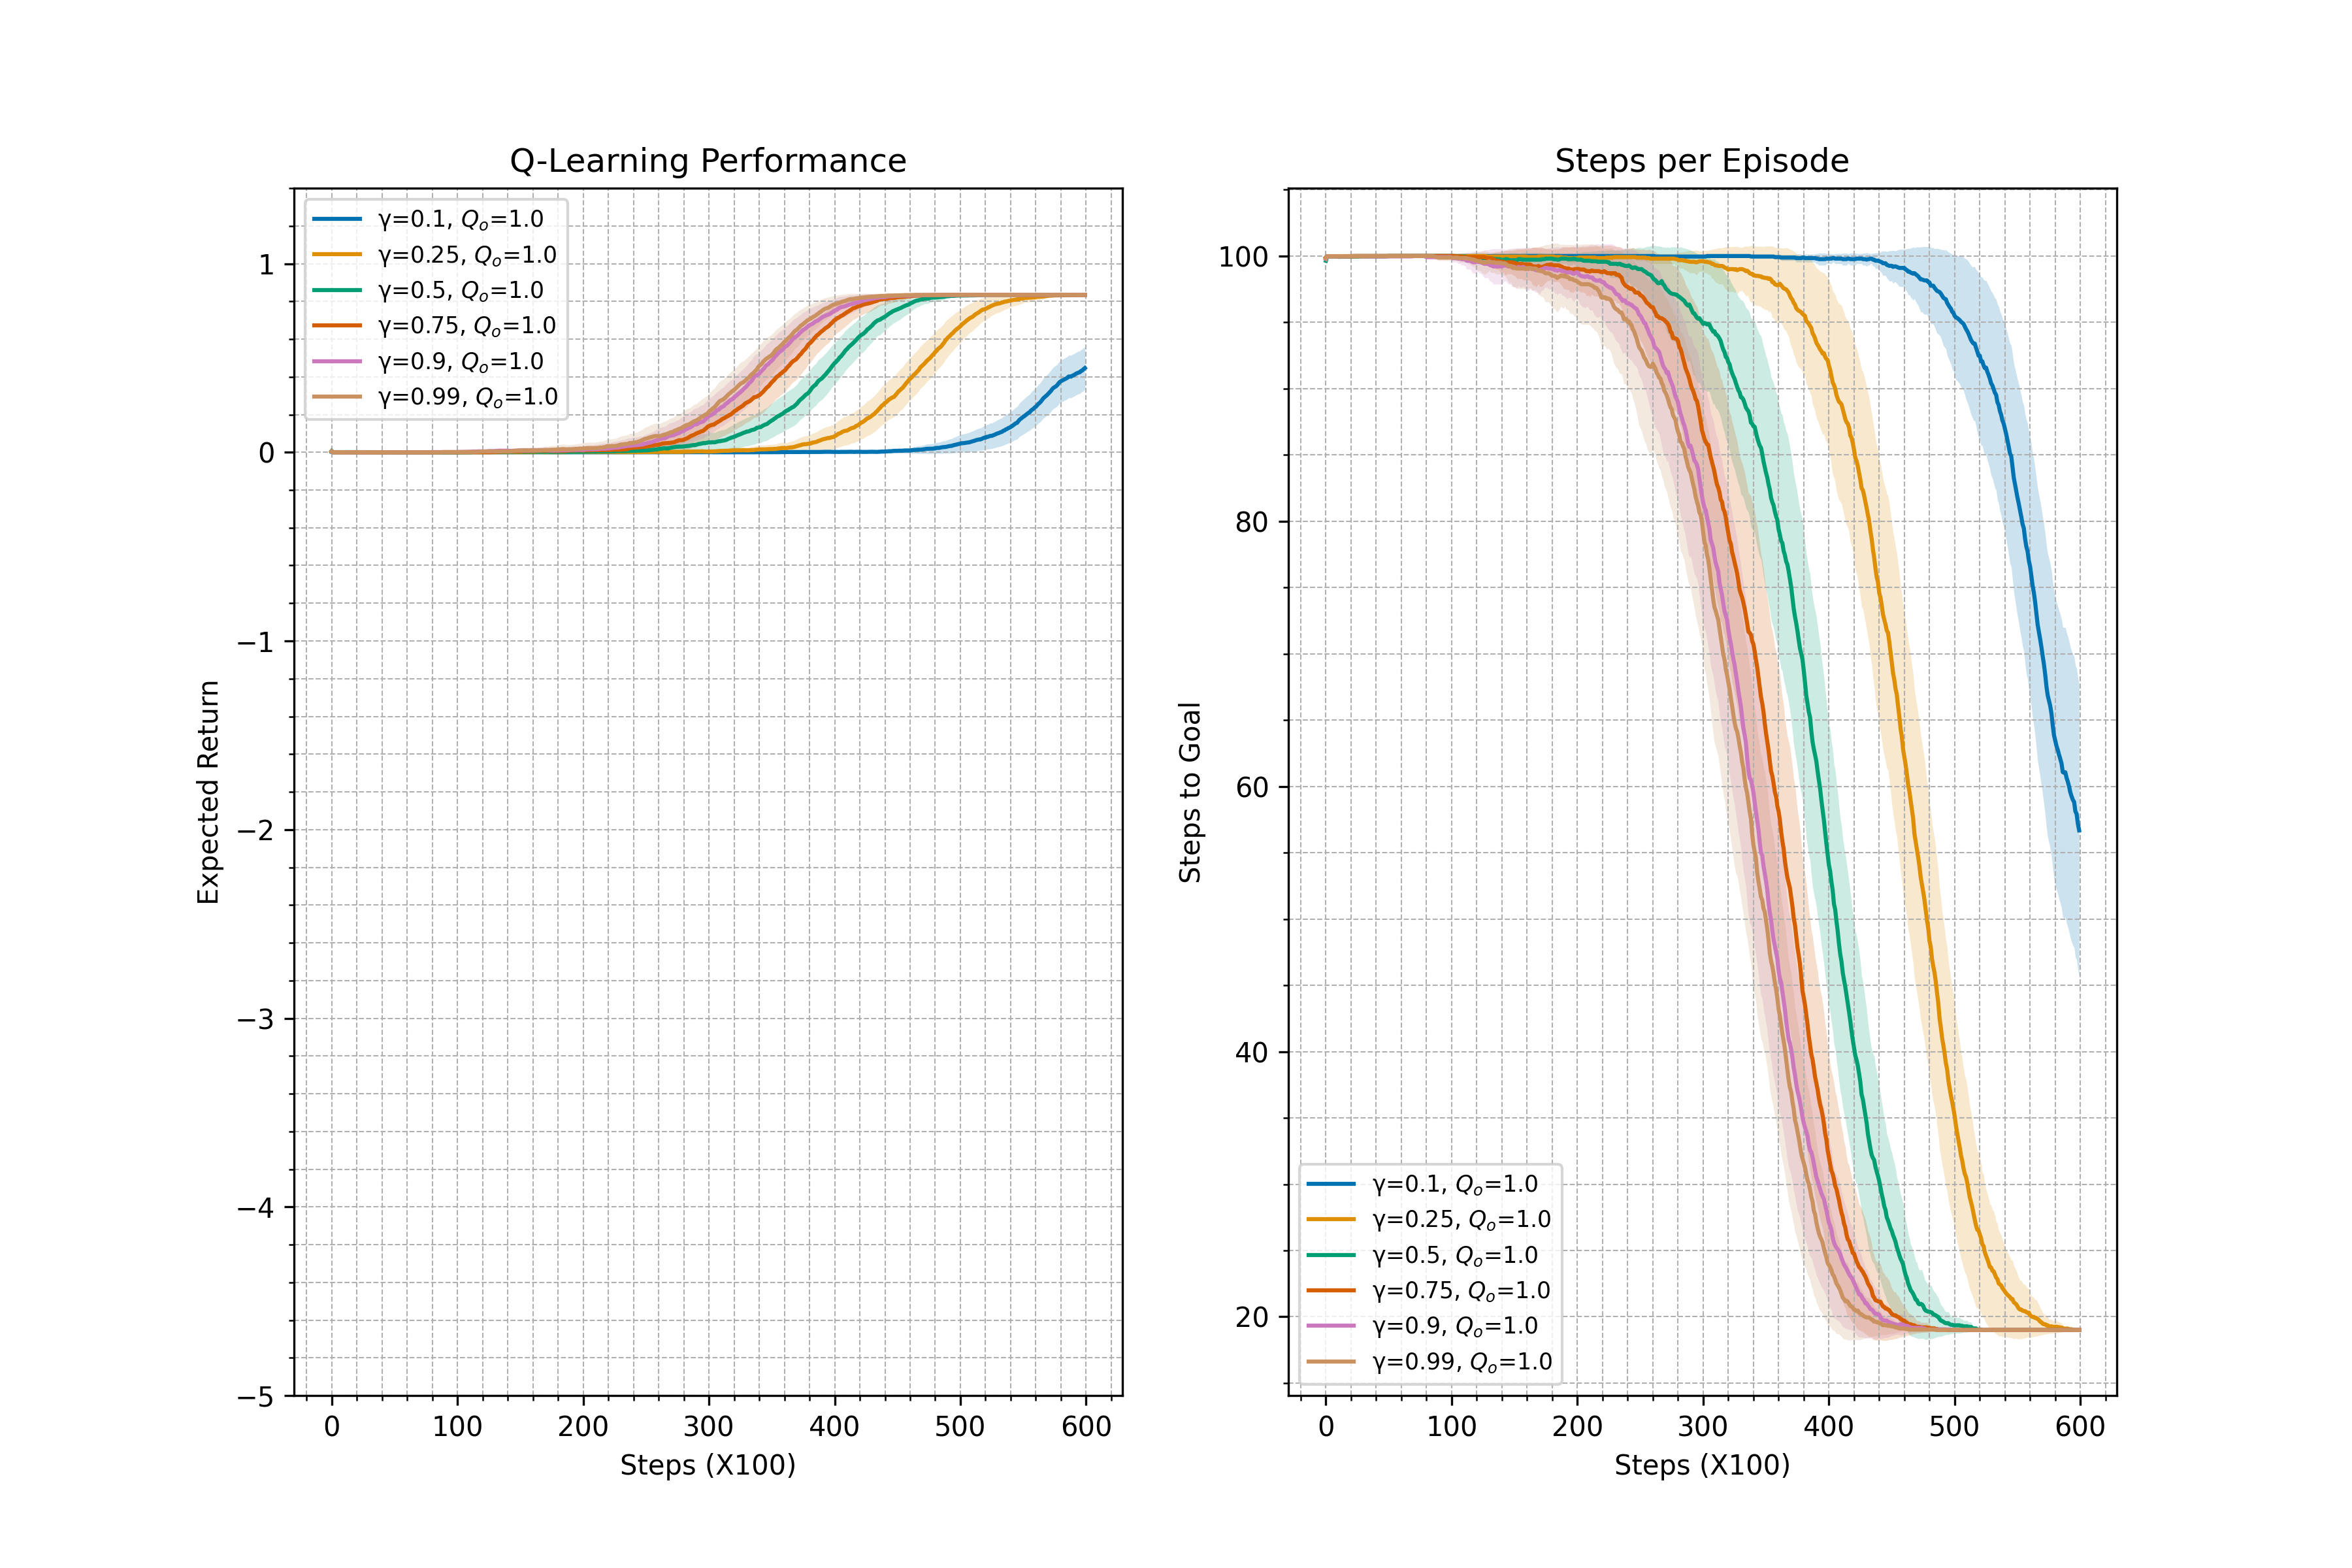 Q-Learning Performance
γ=0.1, Qₒ=1.0
γ=0.25, Qₒ=1.0
γ=0.5, Qₒ=1.0
γ=0.75, Qₒ=1.0
γ=0.9, Qₒ=1.0
γ=0.99, Qₒ=1.0
1
0
−1
−2
−3
−4
−5
Expected Return
0 100 200 300 400 500 600
Steps (X100)
Steps per Episode
100
80
60
40
20
Steps to Goal
γ=0.1, Qₒ=1.0
γ=0.25, Qₒ=1.0
γ=0.5, Qₒ=1.0
γ=0.75, Qₒ=1.0
γ=0.9, Qₒ=1.0
γ=0.99, Qₒ=1.0
0 100 200 300 400 500 600
Steps (X100)